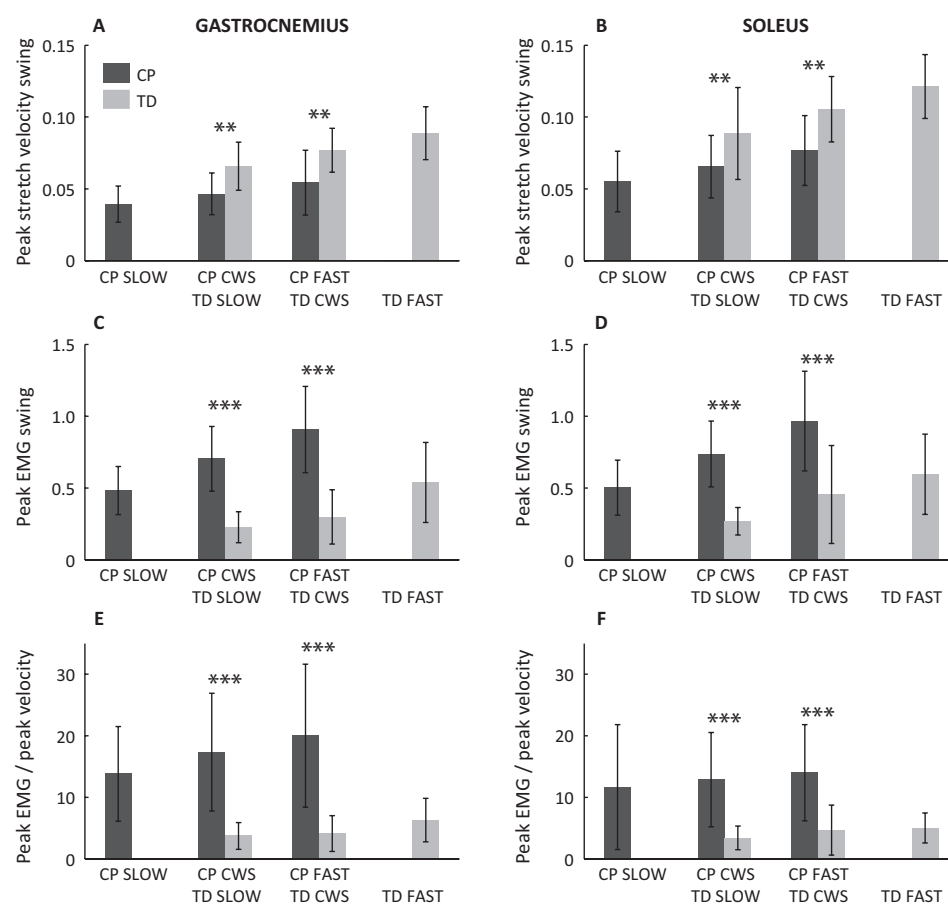 A GASTROCNEMIUS
Peak stretch velocity swing
0.15
0.10
0.05
0
CP
TD
**
**
CP SLOW
CP CWS
TD SLOW
CP FAST
TD CWS
TD FAST
B SOLEUS
Peak stretch velocity swing
0.15
0.10
0.05
0
**
**
CP SLOW
CP CWS
TD SLOW
CP FAST
TD CWS
TD FAST
C
Peak EMG swing
1.5
1.0
0.5
0
***
***
CP SLOW
CP CWS
TD SLOW
CP FAST
TD CWS
TD FAST
D
Peak EMG swing
1.5
1.0
0.5
0
***
***
CP SLOW
CP CWS
TD SLOW
CP FAST
TD CWS
TD FAST
E
Peak EMG / peak velocity
30
20
10
0
***
***
CP SLOW
CP CWS
TD SLOW
CP FAST
TD CWS
TD FAST
F
Peak EMG / peak velocity
30
20
10
0
***
***
CP SLOW
CP CWS
TD SLOW
CP FAST
TD CWS
TD FAST